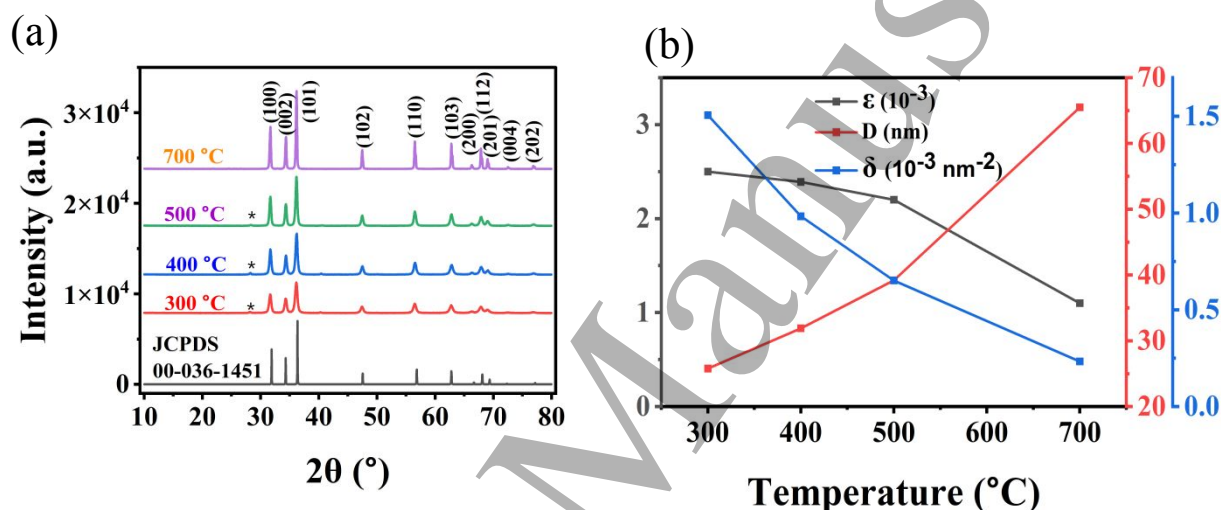 (a)
Intensity (a.u.)
3×10⁴
2×10⁴
1×10⁴
0
(100)
(002)
(101)
(102)
(110)
(103)
(200)
(112)
(201)
(004)
(202)
700 °C
500 °C
*
400 °C
*
300 °C
*
JCPDS
00-036-1451
10 20 30 40 50 60 70 80
2θ (°)
(b)
3
2
1
0
ε (10⁻³)
D (nm)
δ (10⁻³ nm⁻²)
70
60
50
40
30
20
1.5
1.0
0.5
0.0
300 400 500 600 700
Temperature (°C)
Manus